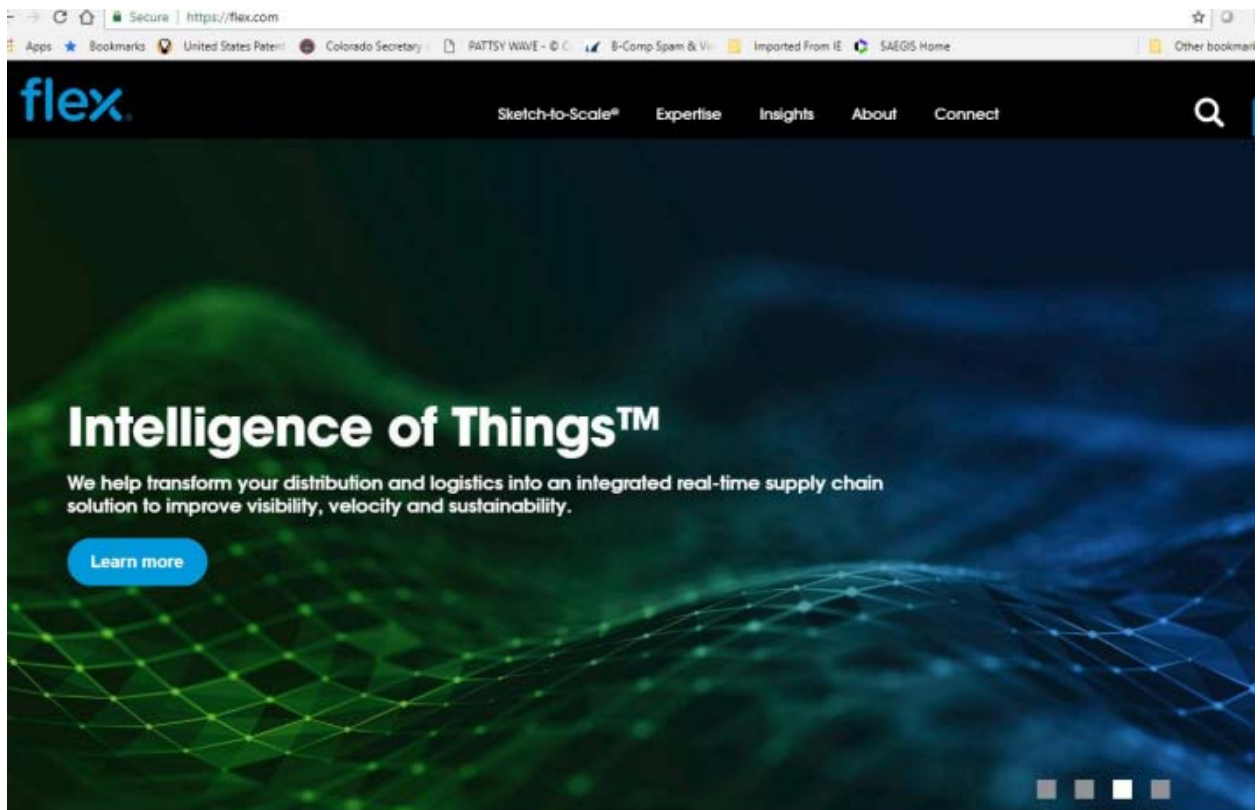 Secure | https://flex.com
Apps Bookmarks United States Patent Colorado Secretary PATTSY WAVE - © C B-Comp Spam & Vi Imported From IE SAEGIS Home Other bookmark
flex.
Sketch-to-Scale® Expertise Insights About Connect
Intelligence of Things™
We help transform your distribution and logistics into an integrated real-time supply chain
solution to improve visibility, velocity and sustainability.
Learn more